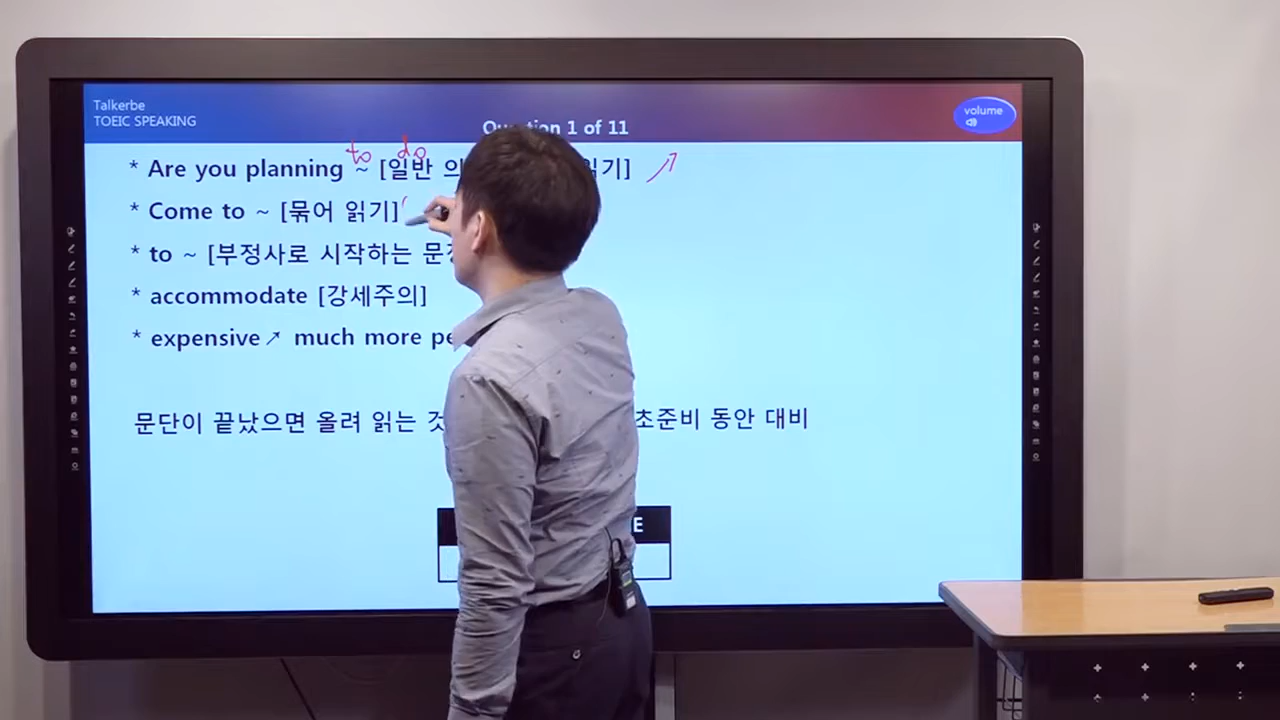 Talkerbe
TOEIC SPEAKING
Question 1 of 11
volume
to do
* Are you planning ~ [일반 의 읽기] ↗
* Come to ~ [묶어 읽기]
* to ~ [부정사로 시작하는
* accommodate [강세주의]
* expensive↗ much more
문단이 끝났으면 올려 읽는 초준비 동안 대비